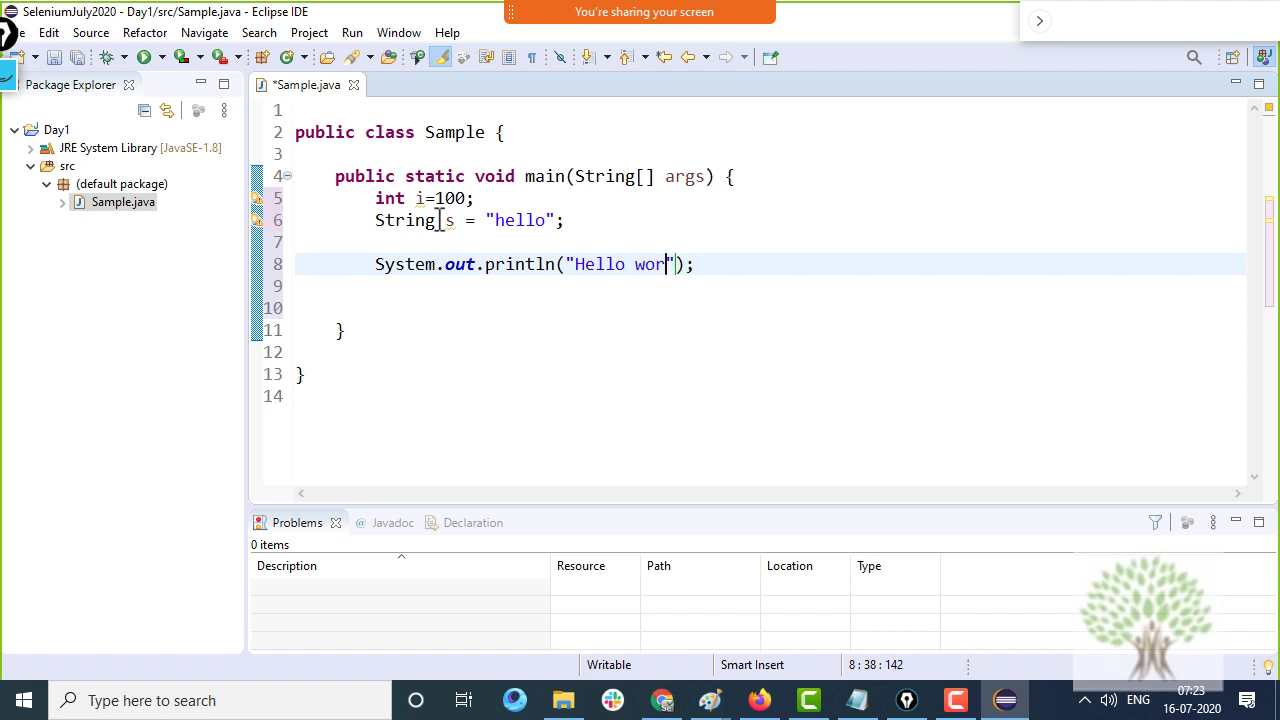 SeleniumJuly2020 - Day1/src/Sample.java - Eclipse IDE
You're sharing your screen
Edit Source Refactor Navigate Search Project Run Window Help
Package Explorer
*Sample.java
Day1
JRE System Library [JavaSE-1.8]
src
(default package)
Sample.java
1
2 public class Sample {
3
4 public static void main(String[] args) {
5 int i=100;
6 String s = "hello";
7
8 System.out.println("Hello wor");
9
10
11 }
12
13 }
14
Problems @ Javadoc Declaration
0 items
Description Resource Path Location Type
Writable Smart Insert 8 : 38 : 142
Type here to search
ENG
07:23
16-07-2020